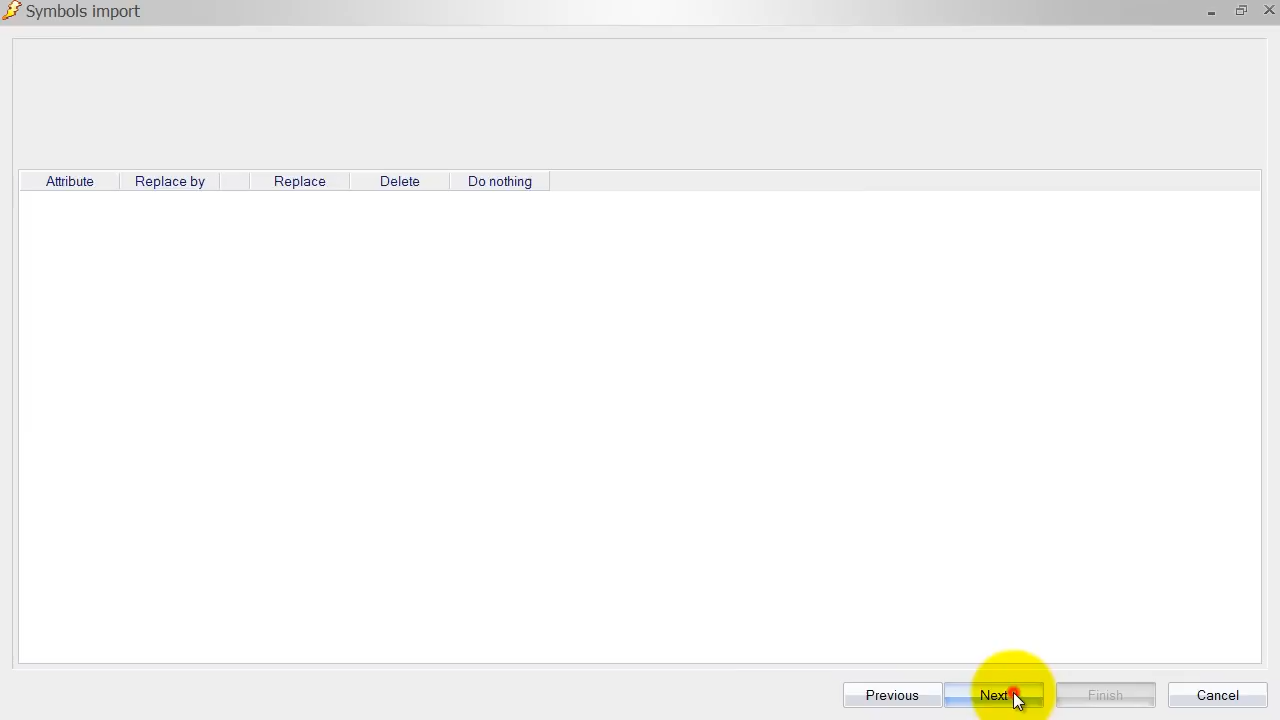 Symbols import
Attribute Replace by Replace Delete Do nothing
Previous Next Finish Cancel